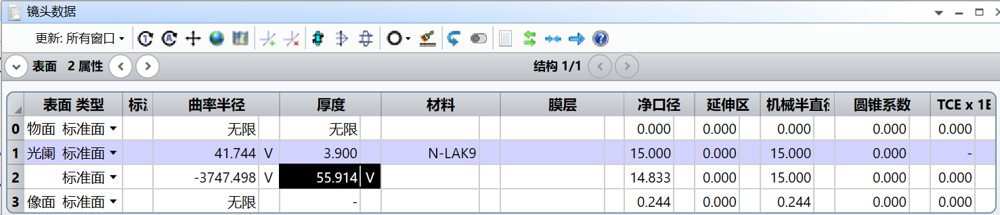 镜头数据
更新: 所有窗口
表面 2 属性 结构 1/1
表面 类型 曲率半径 厚度 材料 膜层 净口径 延伸区 机械半直径 圆锥系数 TCE x 1E
0 物面 标准面 无限 无限 0.000 0.000 0.000 0.000 0.000
1 光阑 标准面 41.744 V 3.900 N-LAK9 15.000 0.000 15.000 0.000 -
2 标准面 -3747.498 V 55.914 V 14.833 0.000 15.000 0.000 0.000
3 像面 标准面 无限 - 0.244 0.000 0.244 0.000 0.000